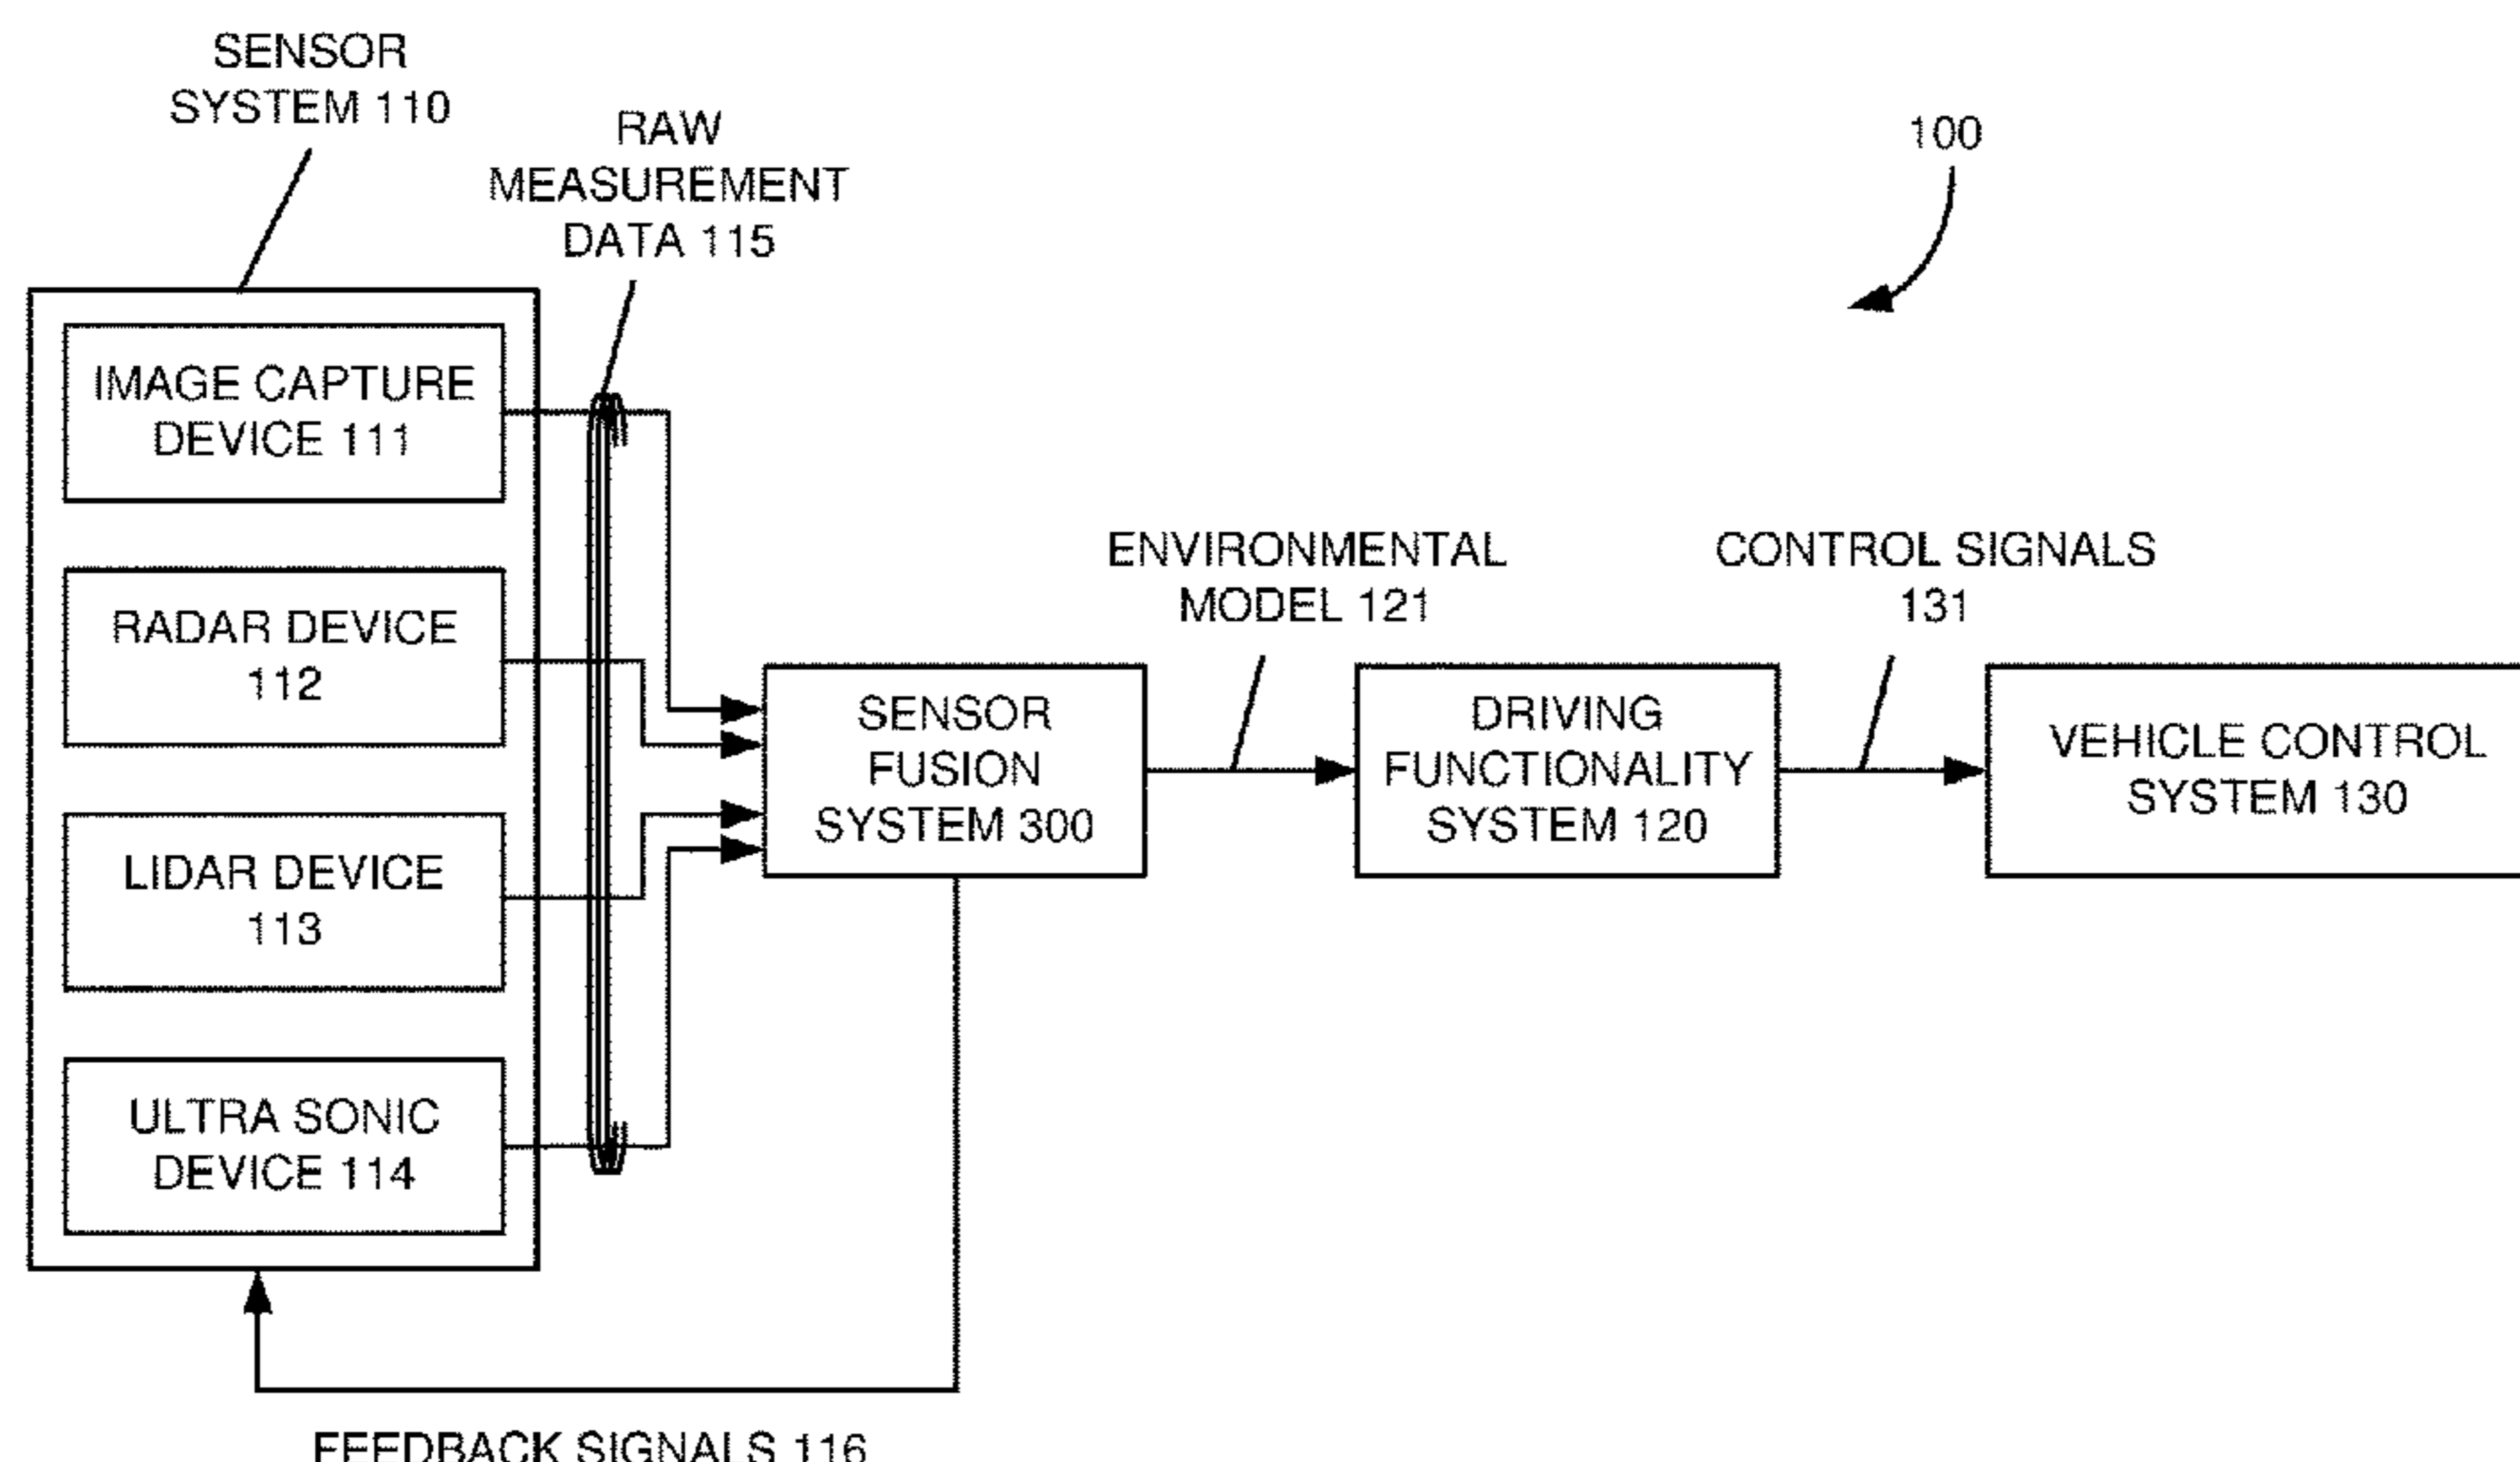 SENSOR
SYSTEM 110
RAW
MEASUREMENT
DATA 115
100
IMAGE CAPTURE
DEVICE 111
RADAR DEVICE
112
LIDAR DEVICE
113
ULTRA SONIC
DEVICE 114
SENSOR
FUSION
SYSTEM 300
ENVIRONMENTAL
MODEL 121
DRIVING
FUNCTIONALITY
SYSTEM 120
CONTROL SIGNALS
131
VEHICLE CONTROL
SYSTEM 130
FEEDBACK SIGNALS 116